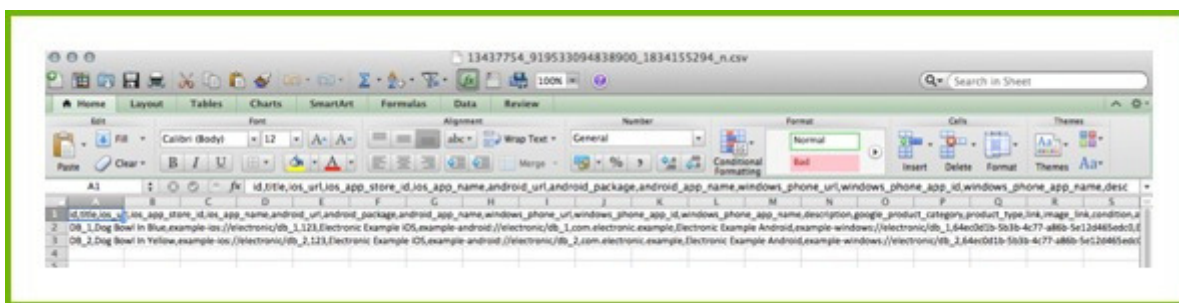 13437754_919533094838900_1834155294_n.csv
100%
Search in Sheet
Home Layout Tables Charts SmartArt Formulas Data Review
Edit Font Alignment Number Format Cells Themes
Fill Calibri (Body) 12 A A abc Wrap Text General Normal
Paste Clear B I U A Merge % Conditional Formatting Bad Insert Delete Format Themes Aa
A1 fx id,title,ios_url,ios_app_store_id,ios_app_name,android_url,android_package,android_app_name,windows_phone_url,windows_phone_app_id,windows_phone_app_name,desc
A B C D E F G H I J K L M N O P Q R S
1 id,title,ios_url,ios_app_store_id,ios_app_name,android_url,android_package,android_app_name,windows_phone_url,windows_phone_app_id,windows_phone_app_name,description,google_product_category,product_type,link,image_link,condition,a
2 DB_1,Dog Bowl In Blue,example-ios://electronic/db_1,123,Electronic Example iOS,example-android://electronic/db_1,com.electronic.example,Electronic Example Android,example-windows://electronic/db_1,64ec0d1b-5b3b-4c77-a86b-5e12d465edc0,E
3 DB_2,Dog Bowl In Yellow,example-ios://electronic/db_2,123,Electronic Example iOS,example-android://electronic/db_2,com.electronic.example,Electronic Example Android,example-windows://electronic/db_2,64ec0d1b-5b3b-4c77-a86b-5e12d465edc0
4
5